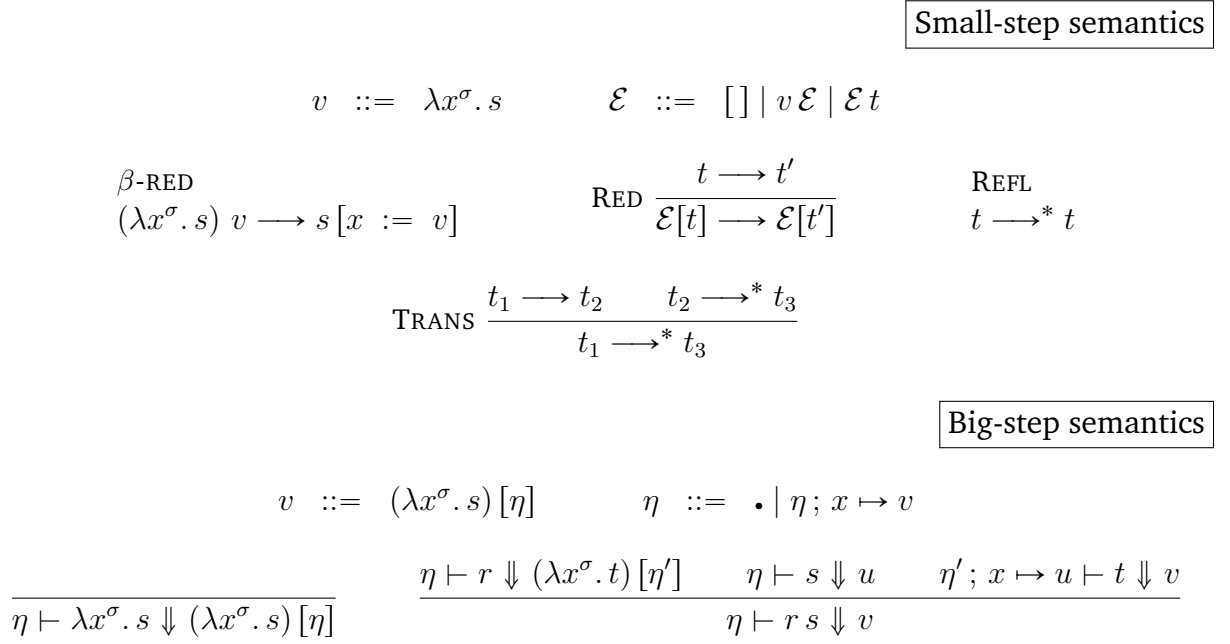 Small-step semantics
v ::= λx^σ. s    ℰ ::= [ ] | v ℰ | ℰ t
β-RED
(λx^σ. s) v ⟶ s [x := v]
RED
t ⟶ t′
ℰ[t] ⟶ ℰ[t′]
REFL
t ⟶* t
TRANS
t₁ ⟶ t₂    t₂ ⟶* t₃
t₁ ⟶* t₃
Big-step semantics
v ::= (λx^σ. s) [η]    η ::= • | η ; x ↦ v
η ⊢ λx^σ. s ⇓ (λx^σ. s) [η]
η ⊢ r ⇓ (λx^σ. t) [η′]    η ⊢ s ⇓ u    η′ ; x ↦ u ⊢ t ⇓ v
η ⊢ r s ⇓ v